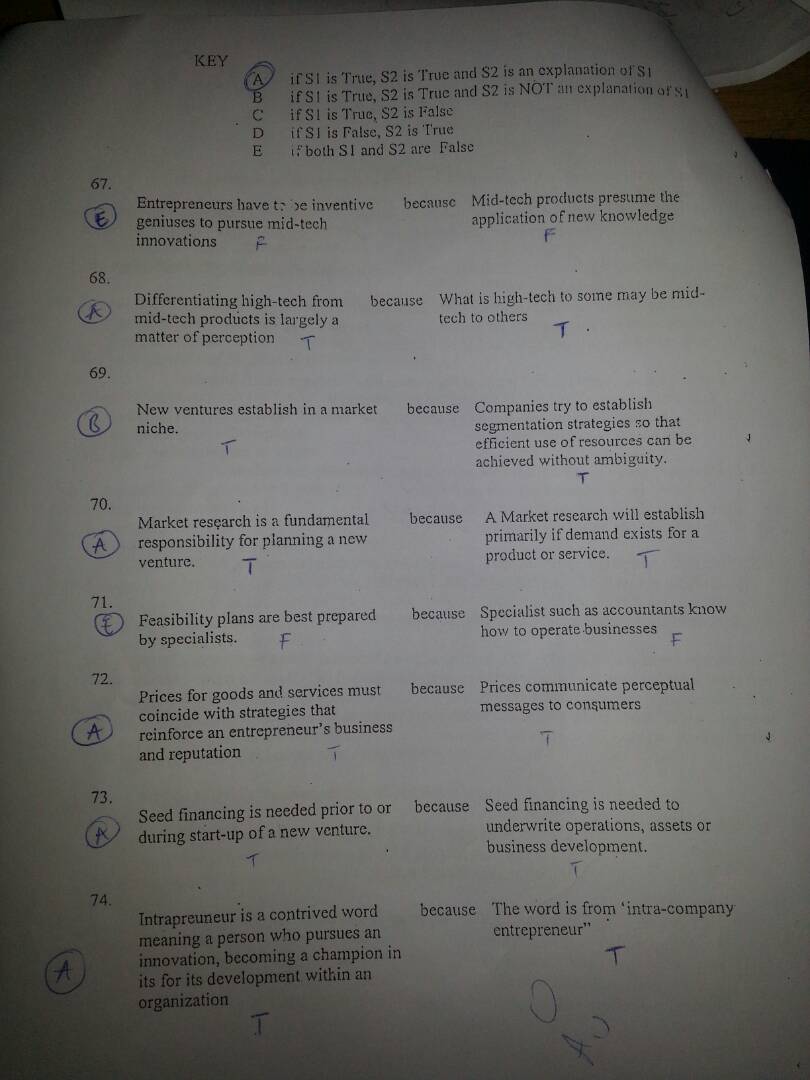 KEY
A if S1 is True, S2 is True and S2 is an explanation of S1
B if S1 is True, S2 is True and S2 is NOT an explanation of S1
C if S1 is True, S2 is False
D if S1 is False, S2 is True
E if both S1 and S2 are False
67.
Entrepreneurs have to be inventive because Mid-tech products presume the
E geniuses to pursue mid-tech application of new knowledge
innovations F F
68.
Differentiating high-tech from because What is high-tech to some may be mid-
A mid-tech products is largely a tech to others
matter of perception T T
69.
New ventures establish in a market because Companies try to establish
B niche. segmentation strategies so that
T efficient use of resources can be
achieved without ambiguity.
T
70.
Market research is a fundamental because A Market research will establish
A responsibility for planning a new primarily if demand exists for a
venture. T product or service. T
71.
E Feasibility plans are best prepared because Specialist such as accountants know
by specialists. F how to operate businesses F
72.
Prices for goods and services must because Prices communicate perceptual
coincide with strategies that messages to consumers
A reinforce an entrepreneur's business
and reputation T T
73.
Seed financing is needed prior to or because Seed financing is needed to
A during start-up of a new venture. underwrite operations, assets or
T business development.
T
74.
Intrapreuneur is a contrived word because The word is from ‘intra-company
meaning a person who pursues an entrepreneur”
A innovation, becoming a champion in T
its for its development within an
organization
T